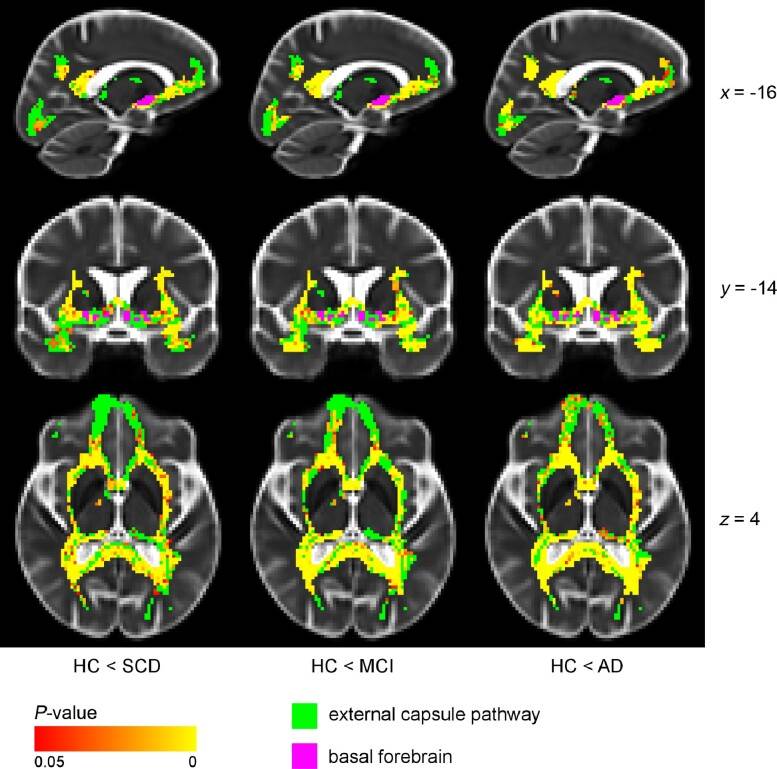 x = -16
y = -14
z = 4
HC < SCD
HC < MCI
HC < AD
P-value
0.05
0
external capsule pathway
basal forebrain